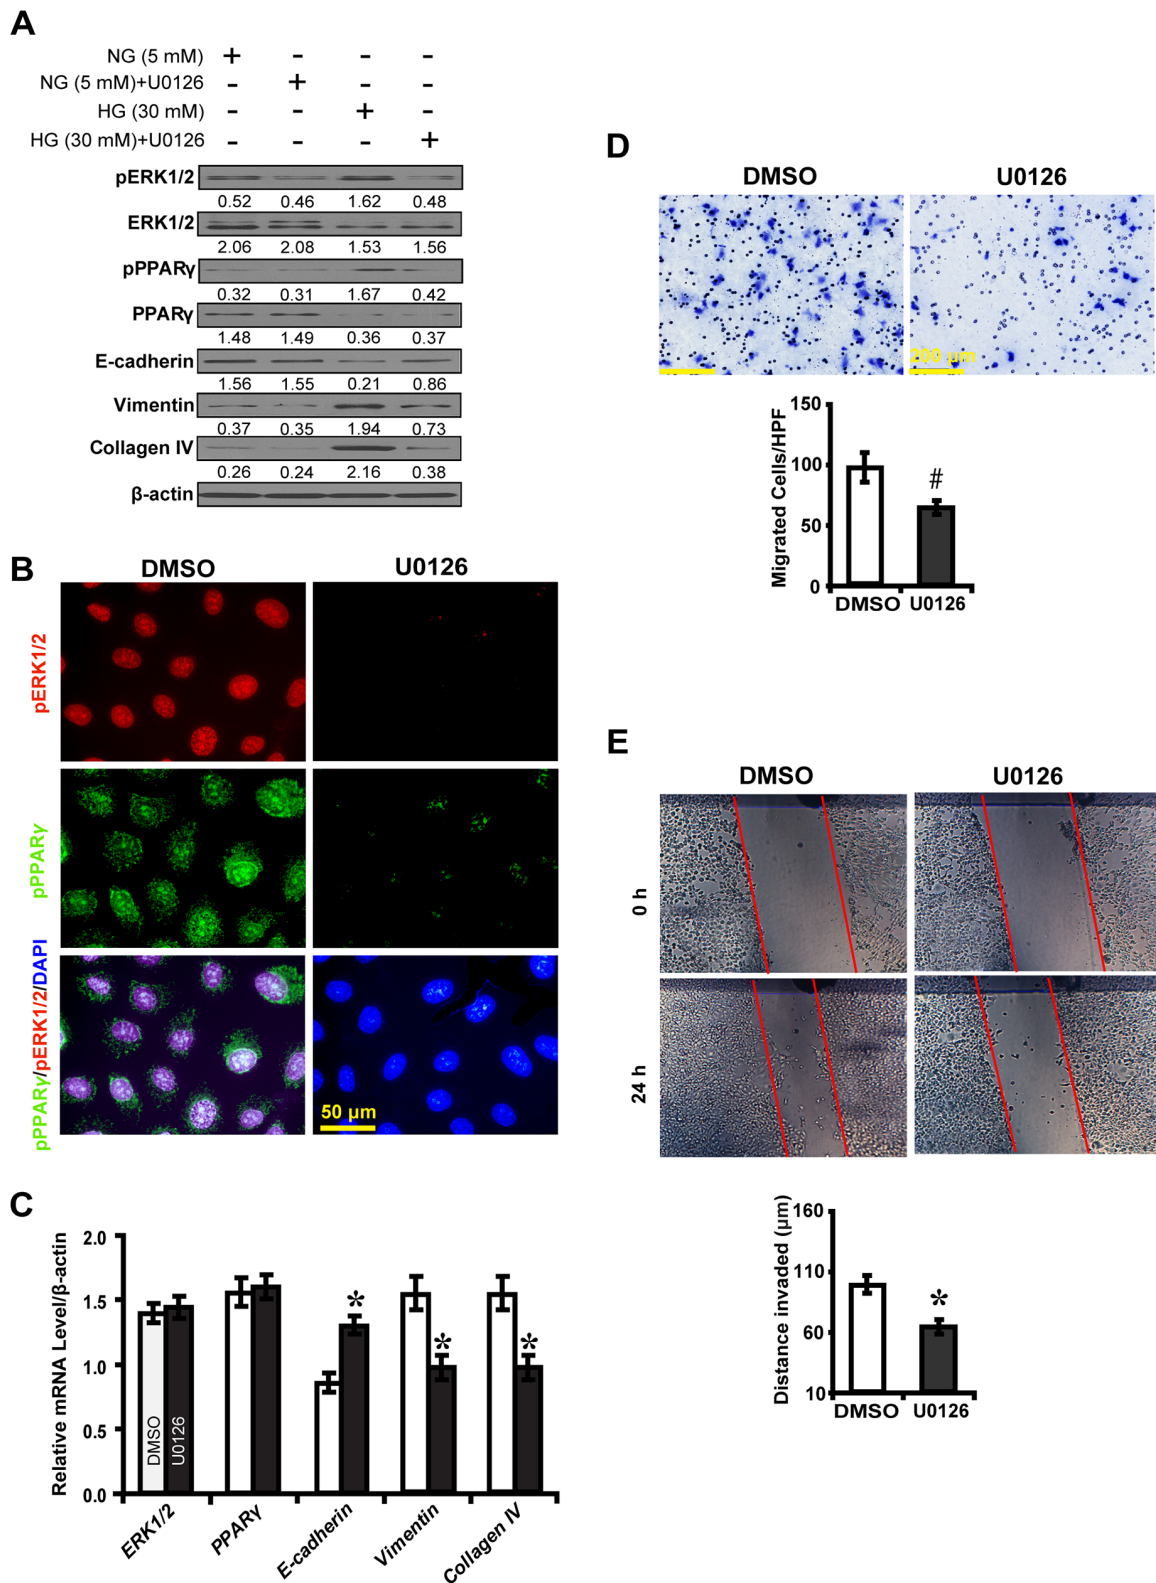 A
NG (5 mM) + - - -
NG (5 mM)+U0126 - + - -
HG (30 mM) - - + -
HG (30 mM)+U0126 - - - +
pERK1/2
0.52 0.46 1.62 0.48
ERK1/2
2.06 2.08 1.53 1.56
pPPARγ
0.32 0.31 1.67 0.42
PPARγ
1.48 1.49 0.36 0.37
E-cadherin
1.56 1.55 0.21 0.86
Vimentin
0.37 0.35 1.94 0.73
Collagen IV
0.26 0.24 2.16 0.38
β-actin
B
DMSO U0126
pERK1/2
pPPARγ
pPPARγ/pERK1/2/DAPI
50 μm
C
Relative mRNA Level/β-actin
2.0
1.5
1.0
0.5
0.0
DMSO
U0126
* * *
ERK1/2 PPARγ E-cadherin Vimentin Collagen IV
D
DMSO U0126
200 μm
Migrated Cells/HPF
150
100
50
0
#
DMSO U0126
E
DMSO U0126
0 h
24 h
Distance invaded (μm)
160
110
60
10
*
DMSO U0126